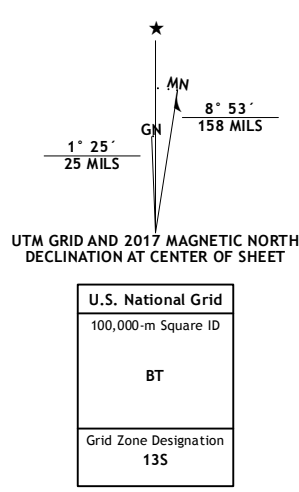 MN
GN
8° 53´
158 MILS
1° 25´
25 MILS
UTM GRID AND 2017 MAGNETIC NORTH
DECLINATION AT CENTER OF SHEET
U.S. National Grid
100,000-m Square ID
BT
Grid Zone Designation
13S